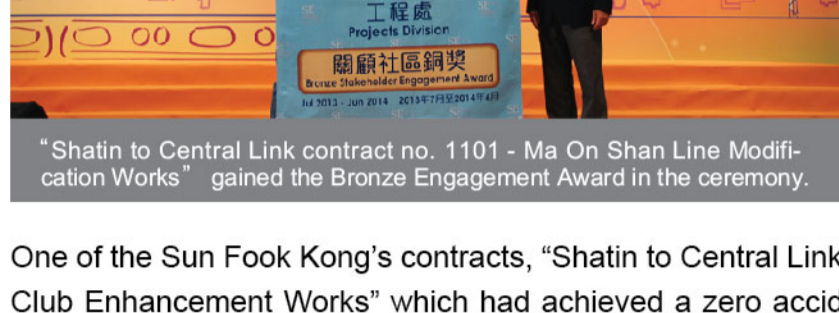 工程處
Projects Division
關顧社區銅獎
Bronze Stakeholder Engagement Award
Jul 2013 - Jun 2014 2013年7月至2014年6月
“Shatin to Central Link contract no. 1101 - Ma On Shan Line Modifi-
cation Works” gained the Bronze Engagement Award in the ceremony.
One of the Sun Fook Kong’s contracts, “Shatin to Central Link
Club Enhancement Works” which had achieved a zero accid